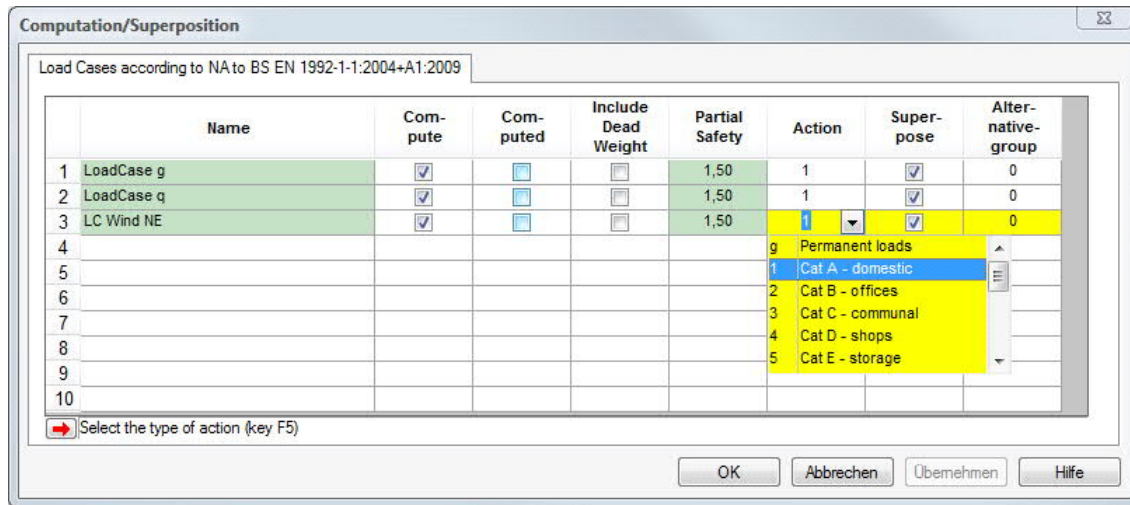 Computation/Superposition
Load Cases according to NA to BS EN 1992-1-1:2004+A1:2009
Name Com-pute Com-puted Include Dead Weight Partial Safety Action Super-pose Alter-native-group
1 LoadCase g 1,50 1 0
2 LoadCase q 1,50 1 0
3 LC Wind NE 1,50 1 0
4 g Permanent loads
5 1 Cat A - domestic
6 2 Cat B - offices
7 3 Cat C - communal
8 4 Cat D - shops
9 5 Cat E - storage
10
Select the type of action (key F5)
OK Abbrechen Übernehmen Hilfe